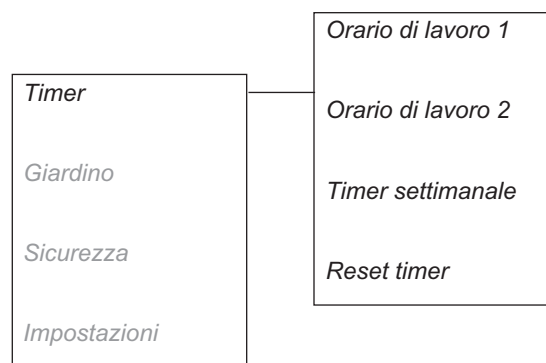 Timer
Giardino
Sicurezza
Impostazioni
Orario di lavoro 1
Orario di lavoro 2
Timer settimanale
Reset timer